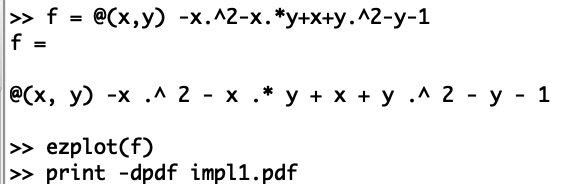 >> f = @(x,y) -x.^2-x.*y+x+y.^2-y-1
f =
@(x, y) -x .^ 2 - x .* y + x + y .^ 2 - y - 1
>> ezplot(f)
>> print -dpdf impl1.pdf